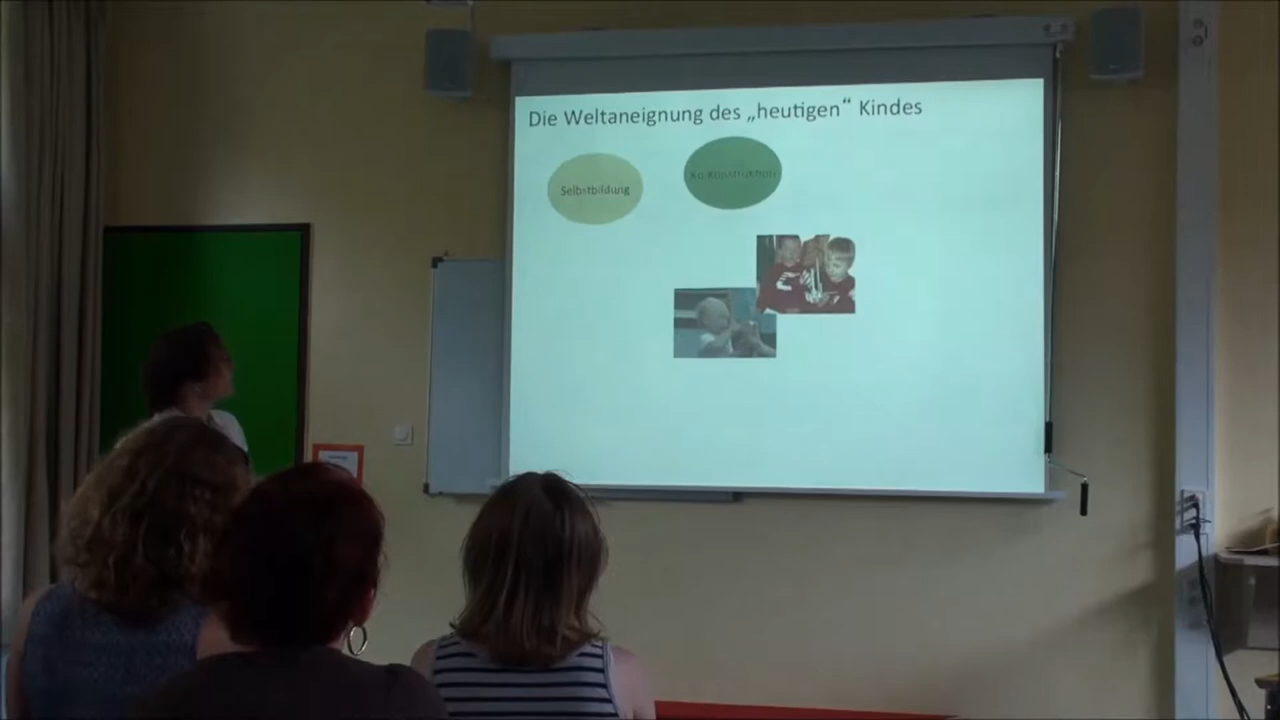 Die Weltaneignung des „heutigen“ Kindes
Selbstbildung
Ko-Konstruktion